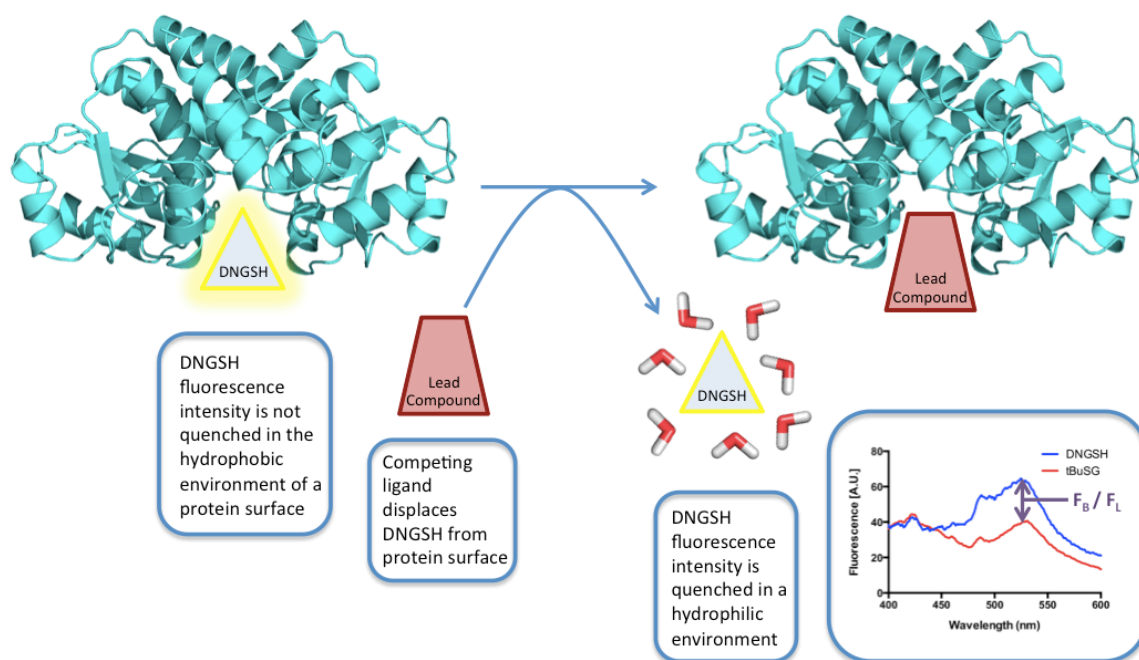 DNGSH
DNGSH
fluorescence
intensity is not
quenched in the
hydrophobic
environment of a
protein surface
Lead
Compound
Competing
ligand
displaces
DNGSH from
protein surface
Lead
Compound
DNGSH
DNGSH
fluorescence
intensity is
quenched in a
hydrophilic
environment
DNGSH
tBuSG
F_B / F_L
Fluorescence [A.U.]
80
60
40
20
0
400
450
500
550
600
Wavelength (nm)